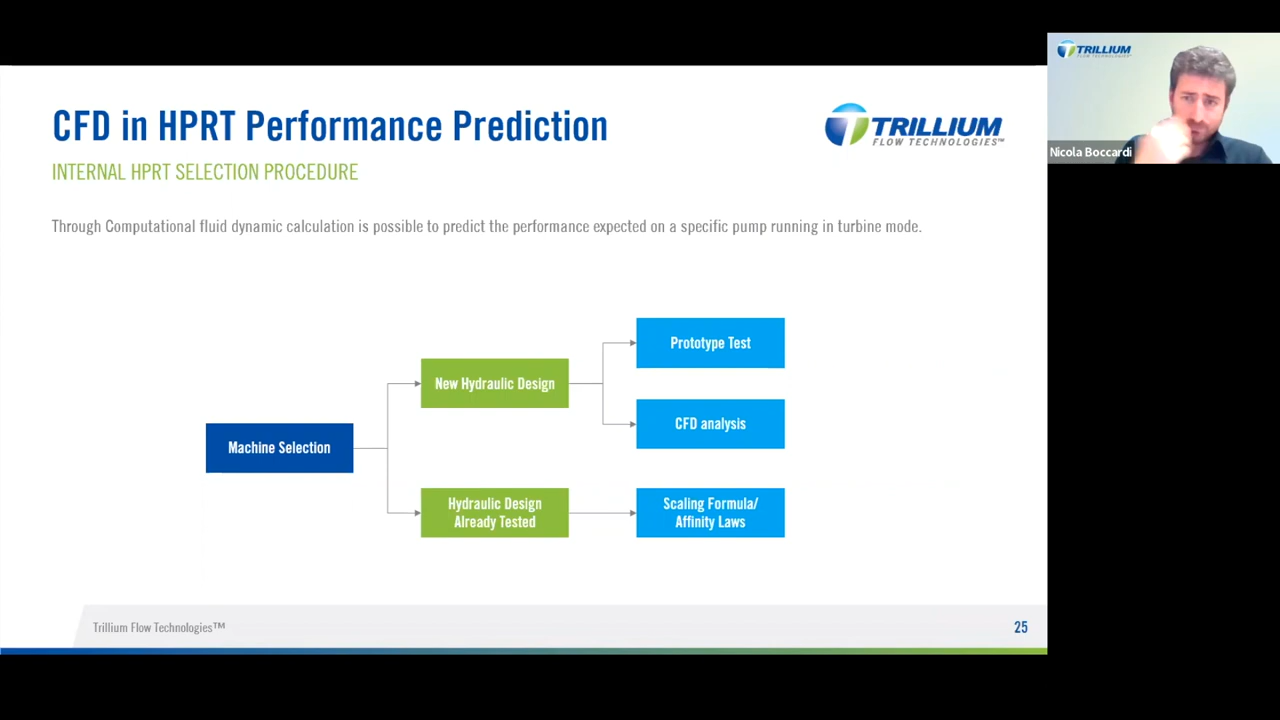 CFD in HPRT Performance Prediction
INTERNAL HPRT SELECTION PROCEDURE
TRILLIUM
FLOW TECHNOLOGIES™
TRILLIUM
FLOW TECHNOLOGIES
Nicola Boccardi
Through Computational fluid dynamic calculation is possible to predict the performance expected on a specific pump running in turbine mode.
Machine Selection
New Hydraulic Design
Hydraulic Design
Already Tested
Prototype Test
CFD analysis
Scaling Formula/
Affinity Laws
Trillium Flow Technologies™
25